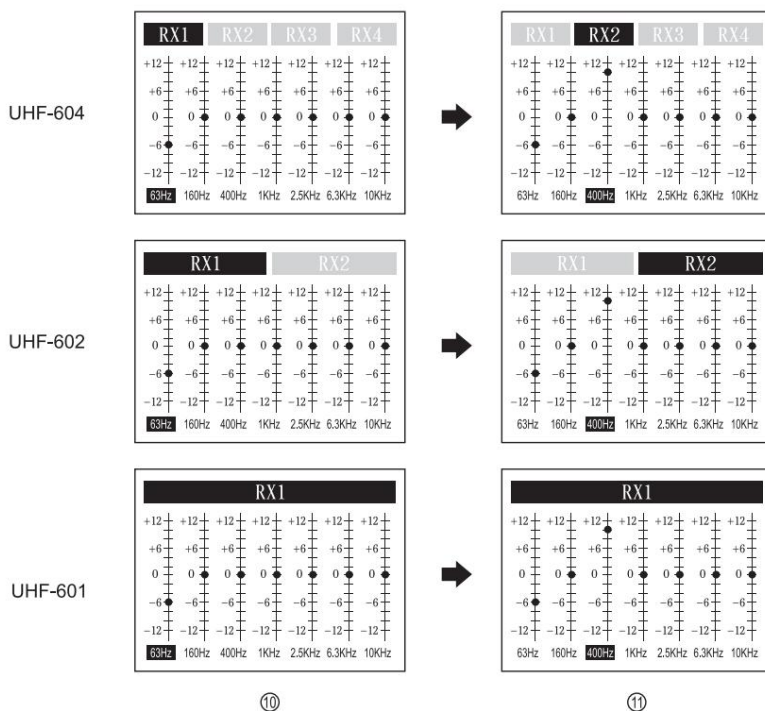 UHF-604
RX1 RX2 RX3 RX4
+12 +12 +12 +12 +12 +12 +12
+6 +6 +6 +6 +6 +6 +6
0 0 0 0 0 0 0
−6 −6 −6 −6 −6 −6 −6
−12 −12 −12 −12 −12 −12 −12
63Hz 160Hz 400Hz 1KHz 2.5KHz 6.3KHz 10KHz
RX1 RX2 RX3 RX4
+12 +12 +12 +12 +12 +12 +12
+6 +6 +6 +6 +6 +6 +6
0 0 0 0 0 0 0
−6 −6 −6 −6 −6 −6 −6
−12 −12 −12 −12 −12 −12 −12
63Hz 160Hz 400Hz 1KHz 2.5KHz 6.3KHz 10KHz
UHF-602
RX1 RX2
+12 +12 +12 +12 +12 +12 +12
+6 +6 +6 +6 +6 +6 +6
0 0 0 0 0 0 0
−6 −6 −6 −6 −6 −6 −6
−12 −12 −12 −12 −12 −12 −12
63Hz 160Hz 400Hz 1KHz 2.5KHz 6.3KHz 10KHz
RX1 RX2
+12 +12 +12 +12 +12 +12 +12
+6 +6 +6 +6 +6 +6 +6
0 0 0 0 0 0 0
−6 −6 −6 −6 −6 −6 −6
−12 −12 −12 −12 −12 −12 −12
63Hz 160Hz 400Hz 1KHz 2.5KHz 6.3KHz 10KHz
UHF-601
RX1
+12 +12 +12 +12 +12 +12 +12
+6 +6 +6 +6 +6 +6 +6
0 0 0 0 0 0 0
−6 −6 −6 −6 −6 −6 −6
−12 −12 −12 −12 −12 −12 −12
63Hz 160Hz 400Hz 1KHz 2.5KHz 6.3KHz 10KHz
RX1
+12 +12 +12 +12 +12 +12 +12
+6 +6 +6 +6 +6 +6 +6
0 0 0 0 0 0 0
−6 −6 −6 −6 −6 −6 −6
−12 −12 −12 −12 −12 −12 −12
63Hz 160Hz 400Hz 1KHz 2.5KHz 6.3KHz 10KHz
⑩ ⑪